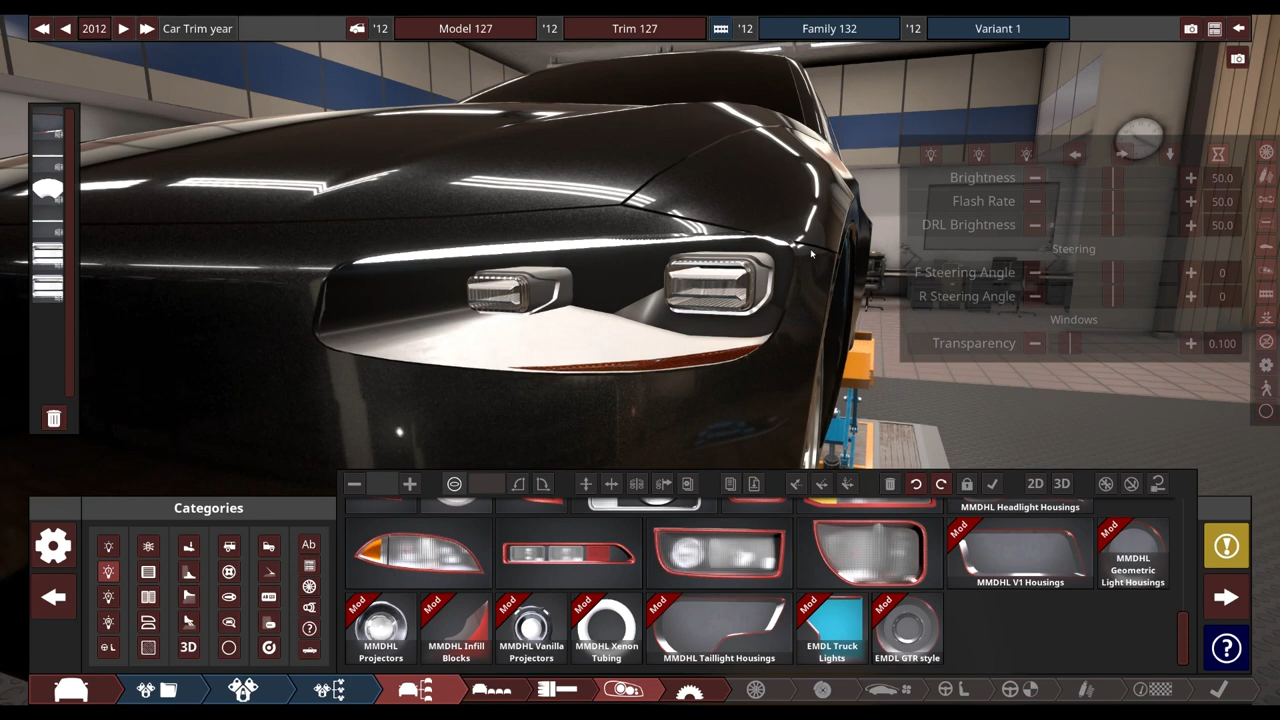 2012
Car Trim year
'12
Model 127
'12
Trim 127
'12
Family 132
'12
Variant 1
Brightness
50.0
Flash Rate
50.0
DRL Brightness
50.0
Steering
F Steering Angle
0
R Steering Angle
0
Windows
Transparency
0.100
2D
3D
Categories
Ab
3D
MMDHL Headlight Housings
Mod
MMDHL V1 Housings
Mod
MMDHL
Geometric
Light Housings
Mod
MMDHL
Projectors
Mod
MMDHL Infill
Blocks
Mod
MMDHL Vanilla
Projectors
Mod
MMDHL Xenon
Tubing
Mod
MMDHL Taillight Housings
Mod
EMDL Truck
Lights
Mod
EMDL GTR style